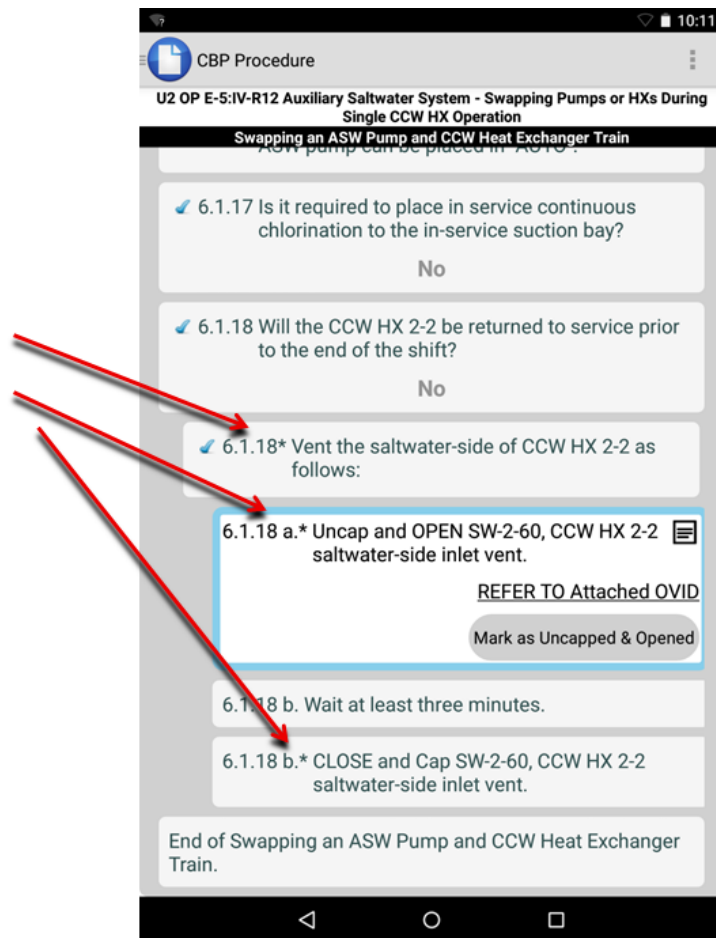 10:11
CBP Procedure
U2 OP E-5:IV-R12 Auxiliary Saltwater System - Swapping Pumps or HXs During
Single CCW HX Operation
Swapping an ASW Pump and CCW Heat Exchanger Train
ASW pump can be placed in "AUTO".
6.1.17 Is it required to place in service continuous
chlorination to the in-service suction bay?
No
6.1.18 Will the CCW HX 2-2 be returned to service prior
to the end of the shift?
No
6.1.18* Vent the saltwater-side of CCW HX 2-2 as
follows:
6.1.18 a.* Uncap and OPEN SW-2-60, CCW HX 2-2
saltwater-side inlet vent.
REFER TO Attached OVID
Mark as Uncapped & Opened
6.1.18 b. Wait at least three minutes.
6.1.18 b.* CLOSE and Cap SW-2-60, CCW HX 2-2
saltwater-side inlet vent.
End of Swapping an ASW Pump and CCW Heat Exchanger
Train.